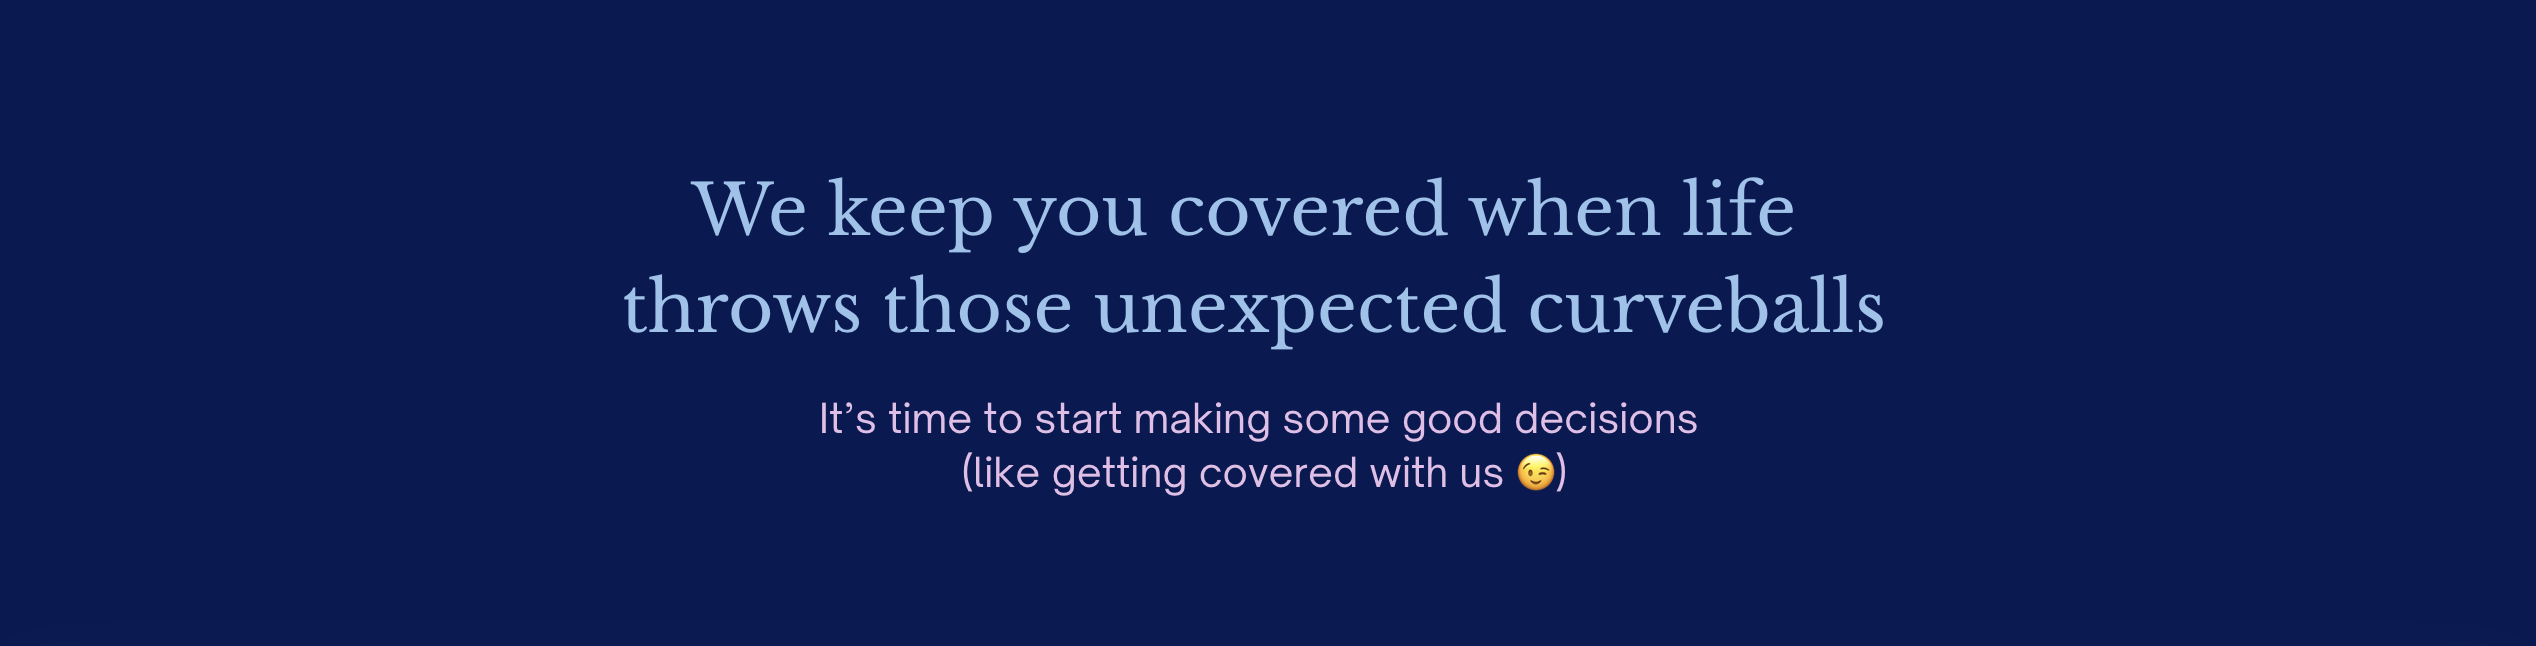 We keep you covered when life
throws those unexpected curveballs
It’s time to start making some good decisions
(like getting covered with us 😉)